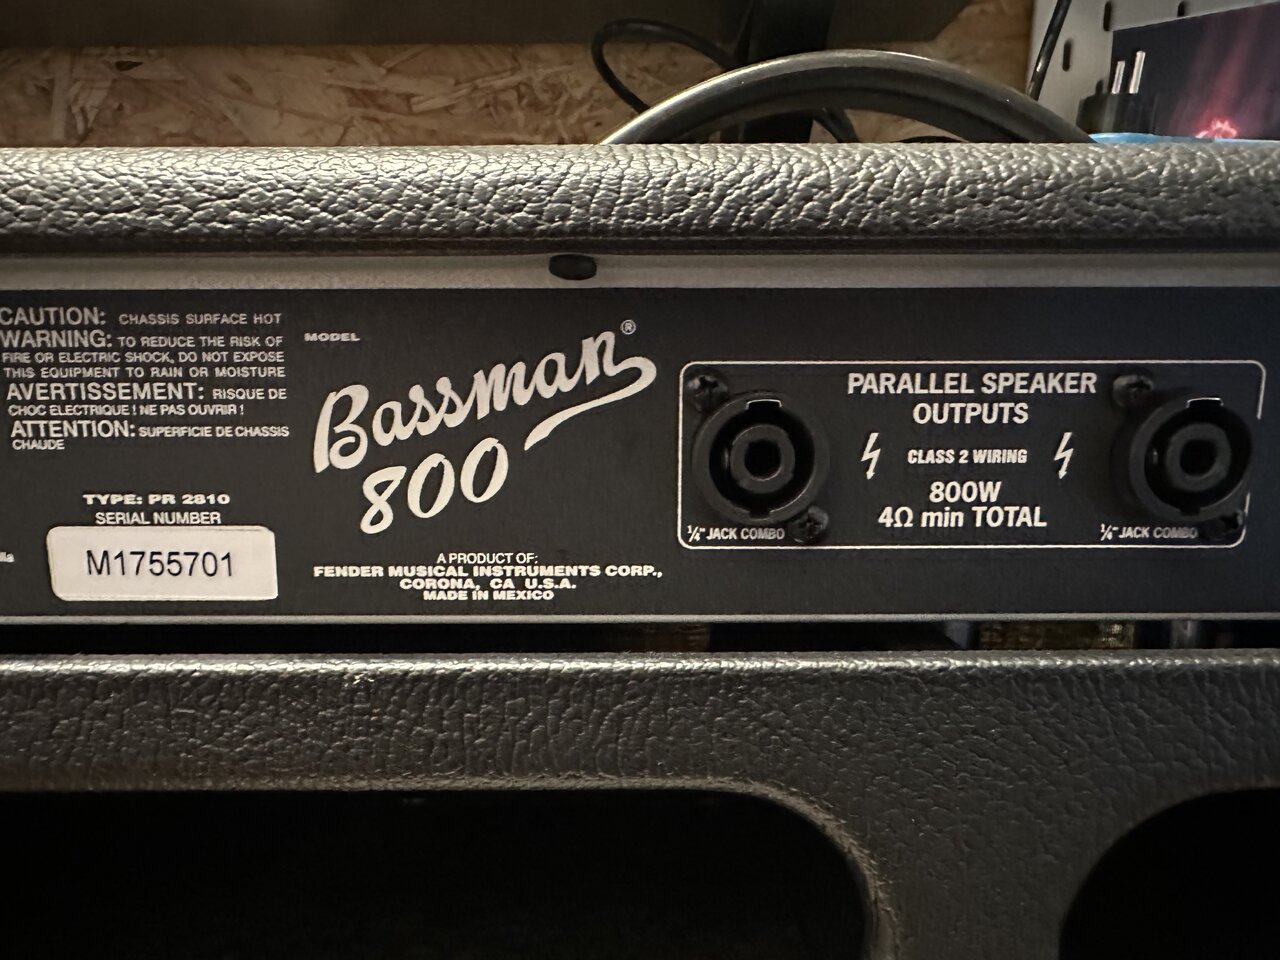 CAUTION: CHASSIS SURFACE HOT
WARNING: TO REDUCE THE RISK OF
FIRE OR ELECTRIC SHOCK, DO NOT EXPOSE
THIS EQUIPMENT TO RAIN OR MOISTURE
AVERTISSEMENT: RISQUE DE
CHOC ELECTRIQUE ! NE PAS OUVRIR !
ATTENTION: SUPERFICIE DE CHASSIS
CHAUDE
TYPE: PR 2810
SERIAL NUMBER
M1755701
MODEL
Bassman®
800
A PRODUCT OF:
FENDER MUSICAL INSTRUMENTS CORP.,
CORONA, CA U.S.A.
MADE IN MEXICO
PARALLEL SPEAKER
OUTPUTS
CLASS 2 WIRING
800W
4Ω min TOTAL
¼" JACK COMBO
¼" JACK COMBO